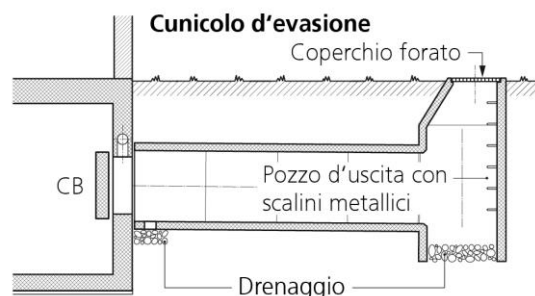 Cunicolo d'evasione
Coperchio forato
CB
Pozzo d'uscita con
scalini metallici
Drenaggio